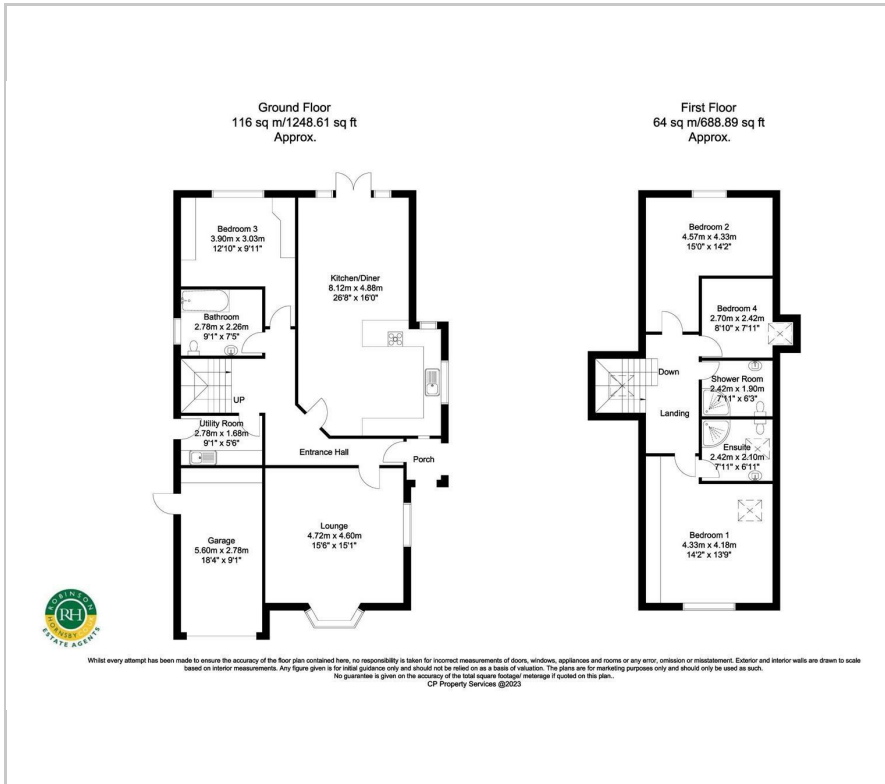 Ground Floor
116 sq m/1248.61 sq ft
Approx.
First Floor
64 sq m/688.89 sq ft
Approx.
Bedroom 3
3.90m x 3.03m
12'10" x 9'11"
Kitchen/Diner
8.12m x 4.88m
26'8" x 16'0"
Bathroom
2.78m x 2.26m
9'1" x 7'5"
UP
Utility Room
2.78m x 1.68m
9'1" x 5'6"
Entrance Hall
Porch
Lounge
4.72m x 4.60m
15'6" x 15'1"
Garage
5.60m x 2.78m
18'4" x 9'1"
Bedroom 2
4.57m x 4.33m
15'0" x 14'2"
Bedroom 4
2.70m x 2.42m
8'10" x 7'11"
Down
Landing
Shower Room
2.42m x 1.90m
7'11" x 6'3"
Ensuite
2.42m x 2.10m
7'11" x 6'11"
Bedroom 1
4.33m x 4.18m
14'2" x 13'9"
ROBINSON
RH
HORNSBY
ESTATE AGENTS
Whilst every attempt has been made to ensure the accuracy of the floor plan contained here, no responsibility is taken for incorrect measurements of doors, windows, appliances and rooms or any error, omission or misstatement. Exterior and interior walls are drawn to scale
based on interior measurements. Any figure given is for initial guidance only and should not be relied on as a basis of valuation. The plans are for marketing purposes only and should only be used as such.
No guarantee is given on the accuracy of the total square footage/ meterage if quoted on this plan..
CP Property Services @2023